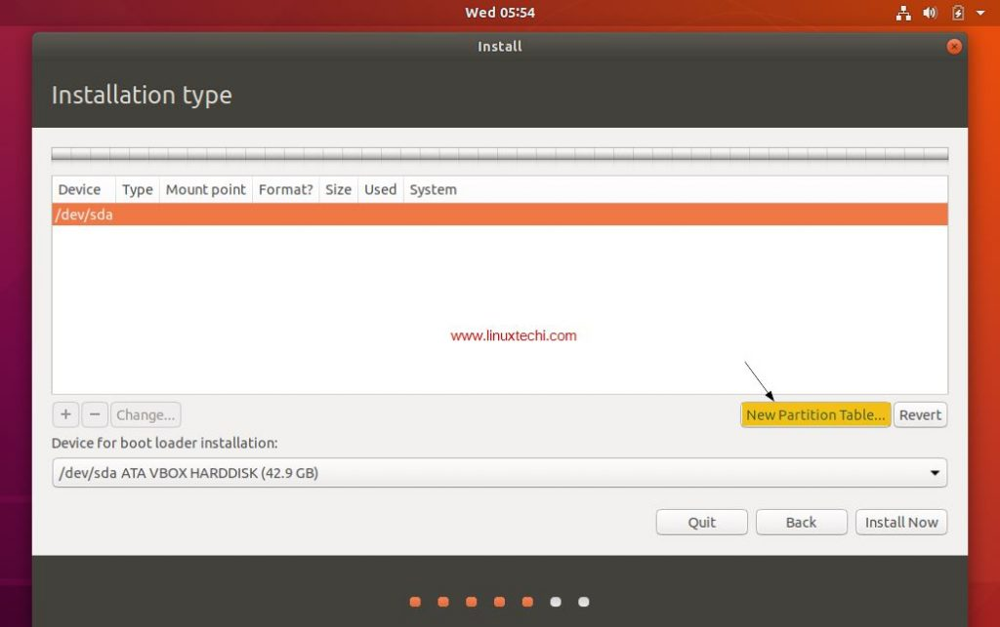 Wed 05:54
Install
Installation type
Device Type Mount point Format? Size Used System
/dev/sda
www.linuxtechi.com
+ − Change... New Partition Table... Revert
Device for boot loader installation:
/dev/sda ATA VBOX HARDDISK (42.9 GB)
Quit Back Install Now